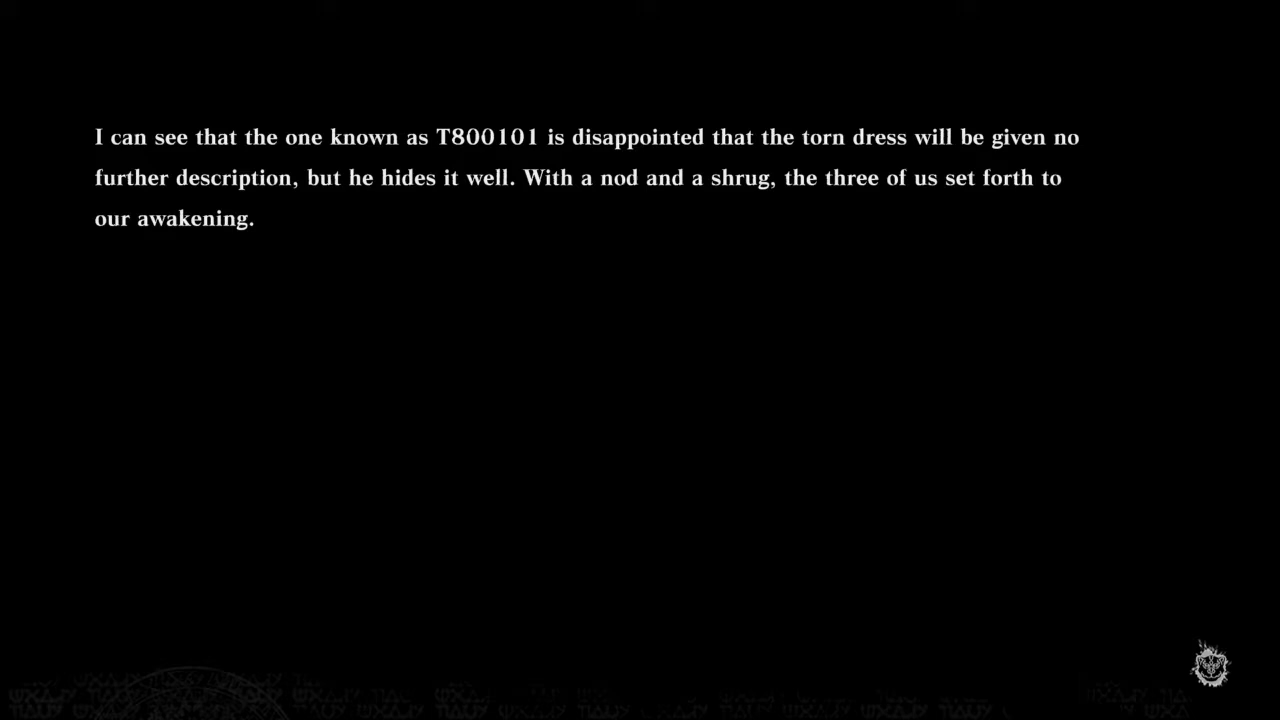 I can see that the one known as T800101 is disappointed that the torn dress will be given no
further description, but he hides it well. With a nod and a shrug, the three of us set forth to
our awakening.